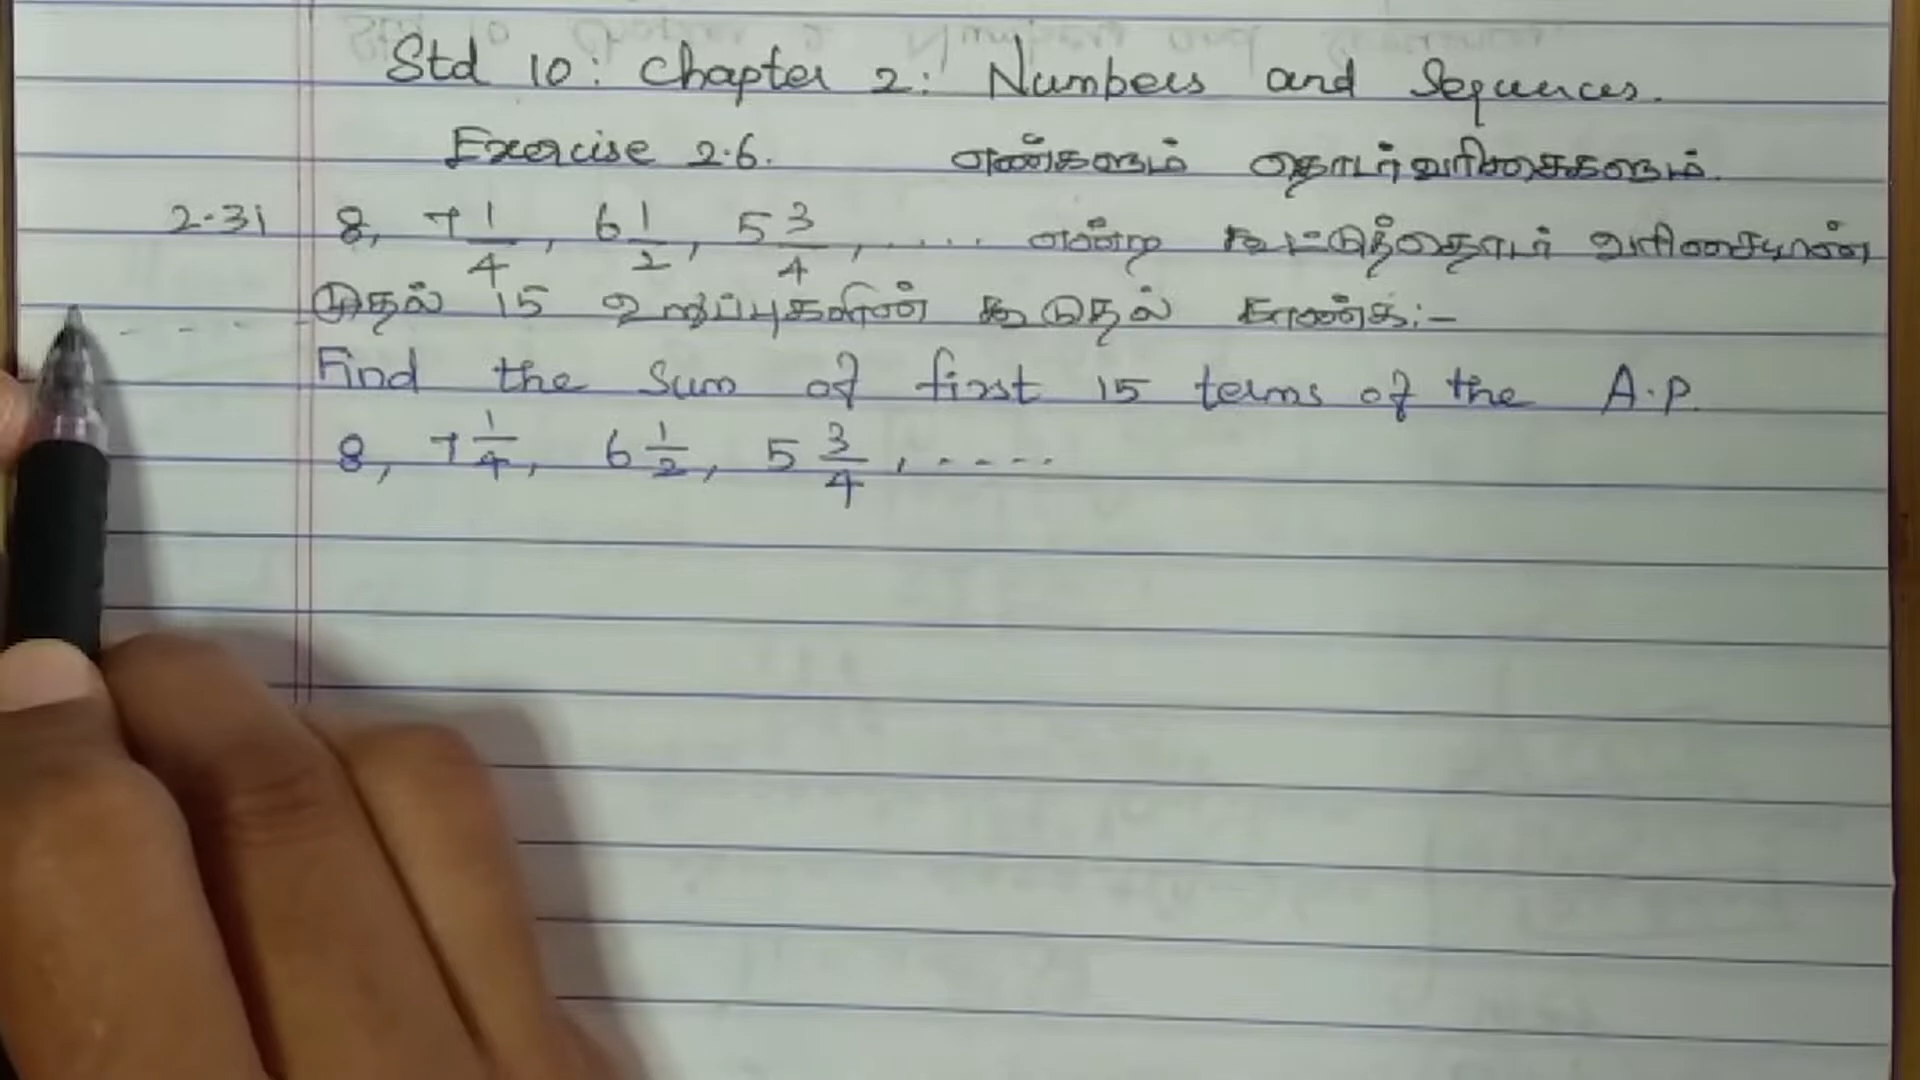 Std 10: Chapter 2: Numbers and Sequences.
Exercise 2.6. எண்களும் தொடர்வரிசைகளும்.
2.31 8, 7 1/4, 6 1/2, 5 3/4, .... என்ற கூட்டுத்தொடர் வரிசையின்
முதல் 15 உறுப்புகளின் கூடுதல் காண்க:-
Find the sum of first 15 terms of the A.P.
8, 7 1/4, 6 1/2, 5 3/4, .....